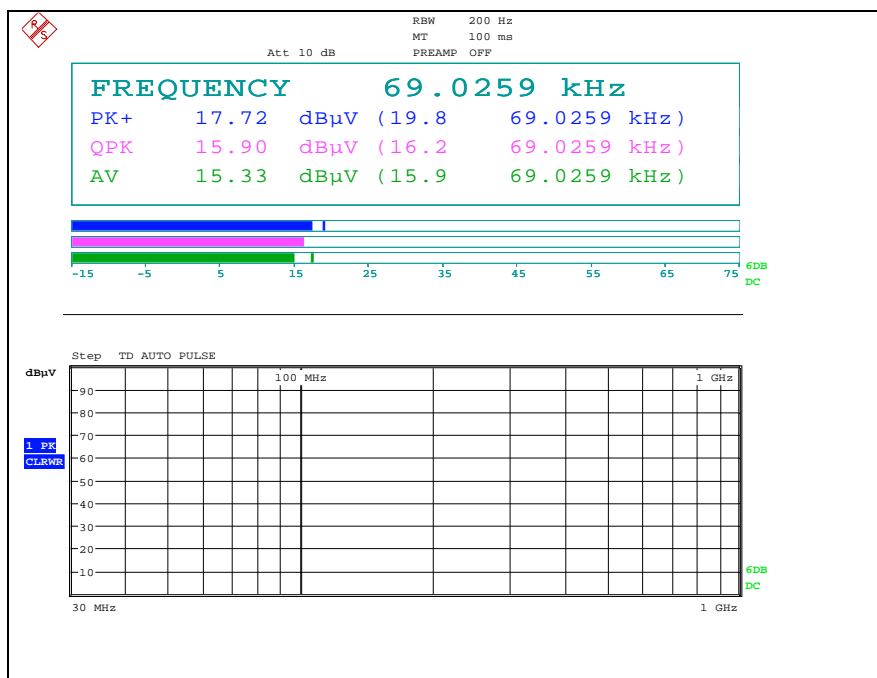 R S
RBW 200 Hz
MT 100 ms
Att 10 dB PREAMP OFF
FREQUENCY 69.0259 kHz
PK+ 17.72 dBµV (19.8 69.0259 kHz)
QPK 15.90 dBµV (16.2 69.0259 kHz)
AV 15.33 dBµV (15.9 69.0259 kHz)
-15 -5 5 15 25 35 45 55 65 75
6DB
DC
Step TD AUTO PULSE
dBµV
100 MHz 1 GHz
90
80
70
1 PK
CLRWR
60
50
40
30
20
10
6DB
DC
30 MHz 1 GHz